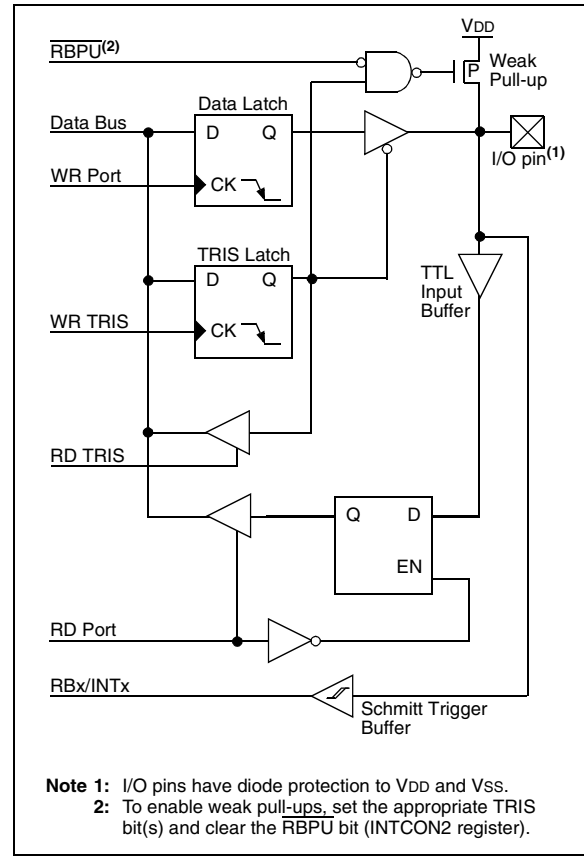 VDD
RBPU(2)
Weak
P
Pull-up
Data Latch
Data Bus
D Q
I/O pin(1)
WR Port
CK
TRIS Latch
D Q
TTL
Input
Buffer
WR TRIS
CK
RD TRIS
Q D
EN
RD Port
RBx/INTx
Schmitt Trigger
Buffer
Note 1: I/O pins have diode protection to VDD and VSS.
2: To enable weak pull-ups, set the appropriate TRIS
bit(s) and clear the RBPU bit (INTCON2 register).